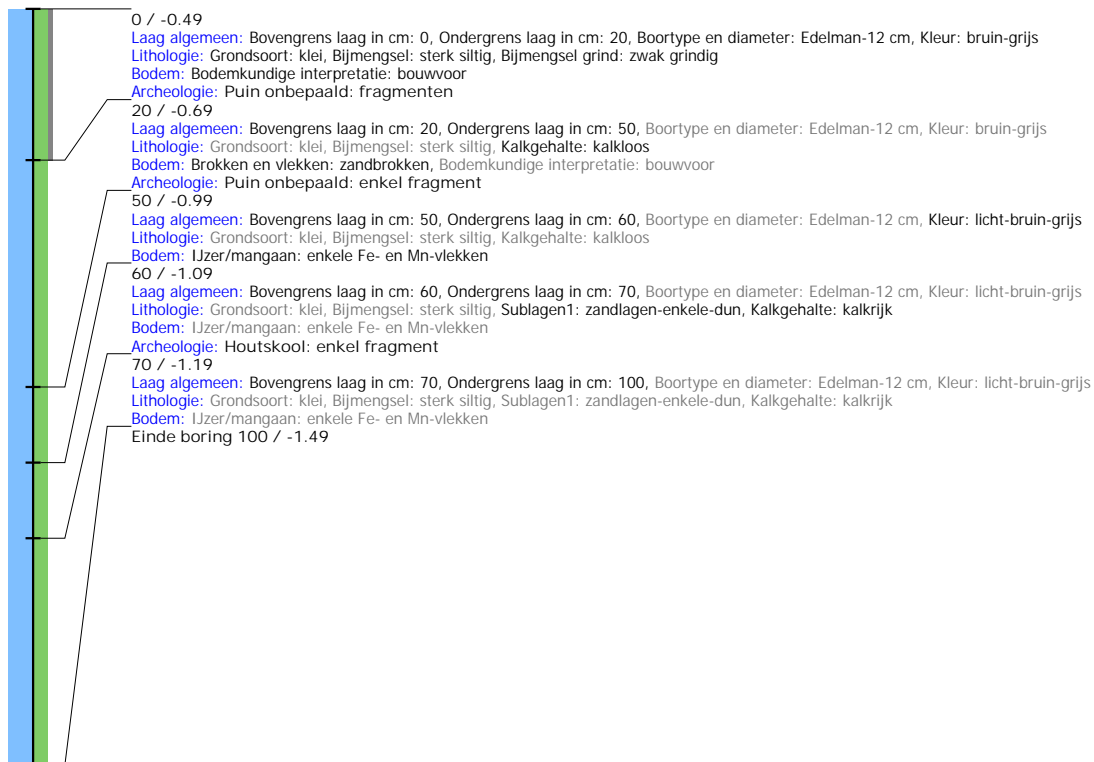 0 / -0.49
Laag algemeen: Bovengrens laag in cm: 0, Ondergrens laag in cm: 20, Boortype en diameter: Edelman-12 cm, Kleur: bruin-grijs
Lithologie: Grondsoort: klei, Bijmengsel: sterk siltig, Bijmengsel grind: zwak grindig
Bodem: Bodemkundige interpretatie: bouwvoor
Archeologie: Puin onbepaald: fragmenten
20 / -0.69
Laag algemeen: Bovengrens laag in cm: 20, Ondergrens laag in cm: 50, Boortype en diameter: Edelman-12 cm, Kleur: bruin-grijs
Lithologie: Grondsoort: klei, Bijmengsel: sterk siltig, Kalkgehalte: kalkloos
Bodem: Brokken en vlekken: zandbrokken, Bodemkundige interpretatie: bouwvoor
Archeologie: Puin onbepaald: enkel fragment
50 / -0.99
Laag algemeen: Bovengrens laag in cm: 50, Ondergrens laag in cm: 60, Boortype en diameter: Edelman-12 cm, Kleur: licht-bruin-grijs
Lithologie: Grondsoort: klei, Bijmengsel: sterk siltig, Kalkgehalte: kalkloos
Bodem: IJzer/mangaan: enkele Fe- en Mn-vlekken
60 / -1.09
Laag algemeen: Bovengrens laag in cm: 60, Ondergrens laag in cm: 70, Boortype en diameter: Edelman-12 cm, Kleur: licht-bruin-grijs
Lithologie: Grondsoort: klei, Bijmengsel: sterk siltig, Sublagen1: zandlagen-enkele-dun, Kalkgehalte: kalkrijk
Bodem: IJzer/mangaan: enkele Fe- en Mn-vlekken
Archeologie: Houtskool: enkel fragment
70 / -1.19
Laag algemeen: Bovengrens laag in cm: 70, Ondergrens laag in cm: 100, Boortype en diameter: Edelman-12 cm, Kleur: licht-bruin-grijs
Lithologie: Grondsoort: klei, Bijmengsel: sterk siltig, Sublagen1: zandlagen-enkele-dun, Kalkgehalte: kalkrijk
Bodem: IJzer/mangaan: enkele Fe- en Mn-vlekken
Einde boring 100 / -1.49